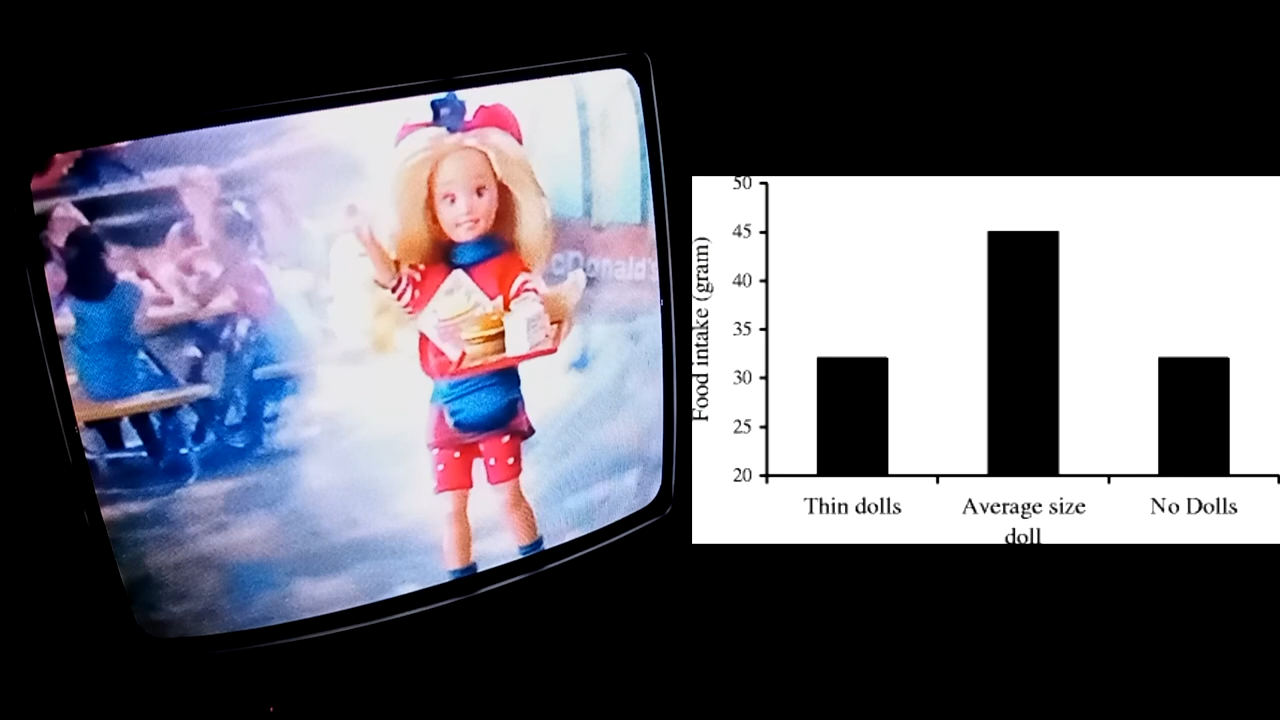 cDonald's
50
45
40
35
30
25
20
Food intake (gram)
Thin dolls
Average size
doll
No Dolls